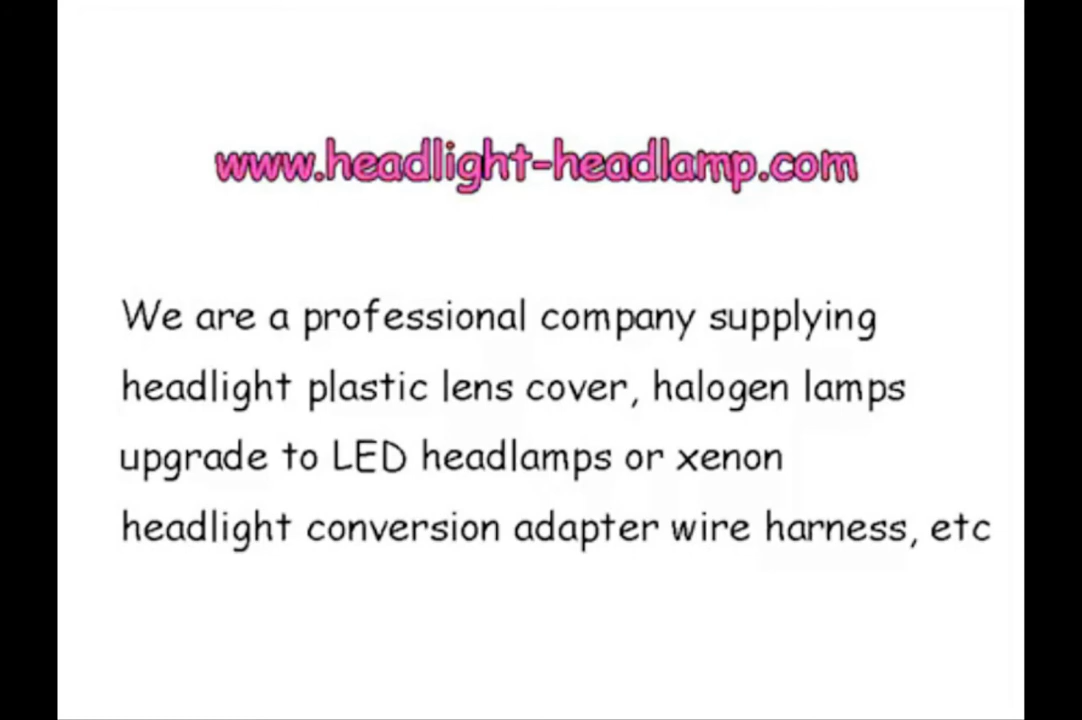 www.headlight-headlamp.com
We are a professional company supplying
headlight plastic lens cover, halogen lamps
upgrade to LED headlamps or xenon
headlight conversion adapter wire harness, etc